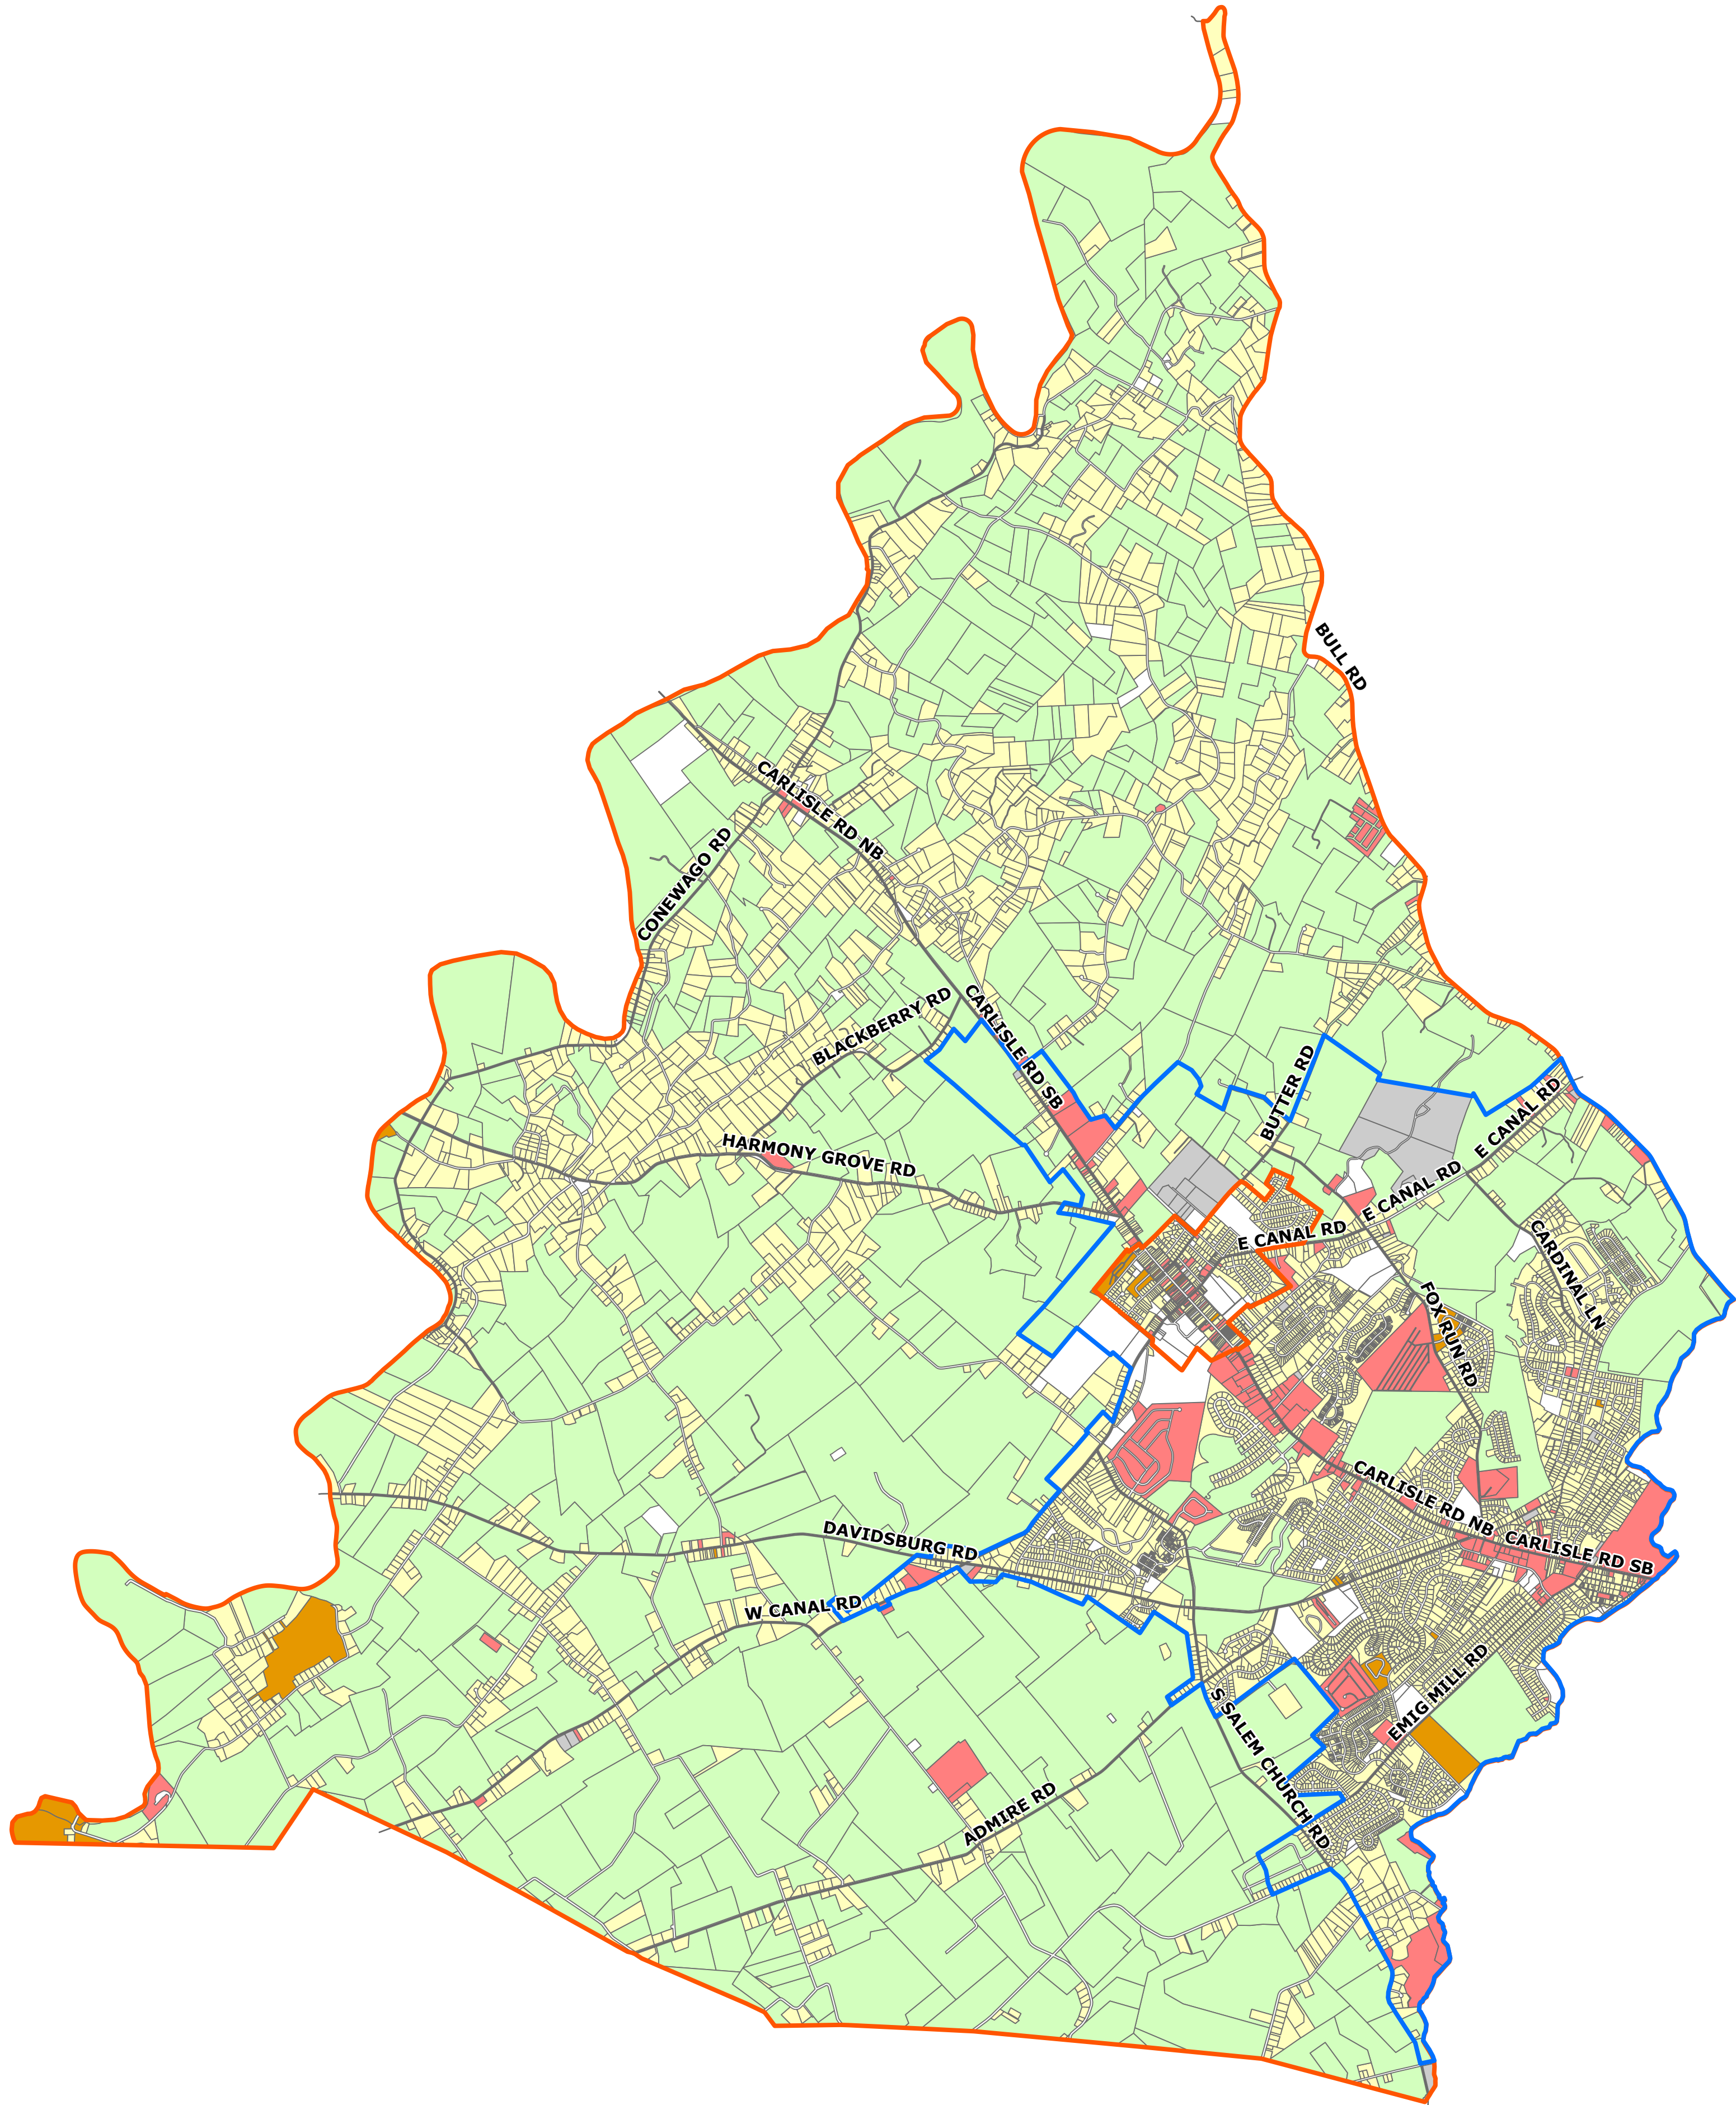 BULL RD
CARLISLE RD NB
CONEWAGO RD
BLACKBERRY RD
CARLISLE RD SB
BUTTER RD
E CANAL RD
HARMONY GROVE RD
E CANAL RD
E CANAL RD
CARDINAL LN
FOX RUN RD
CARLISLE RD NB
CARLISLE RD SB
DAVIDSBURG RD
W CANAL RD
EMIG MILL RD
S SALEM CHURCH RD
ADMIRE RD